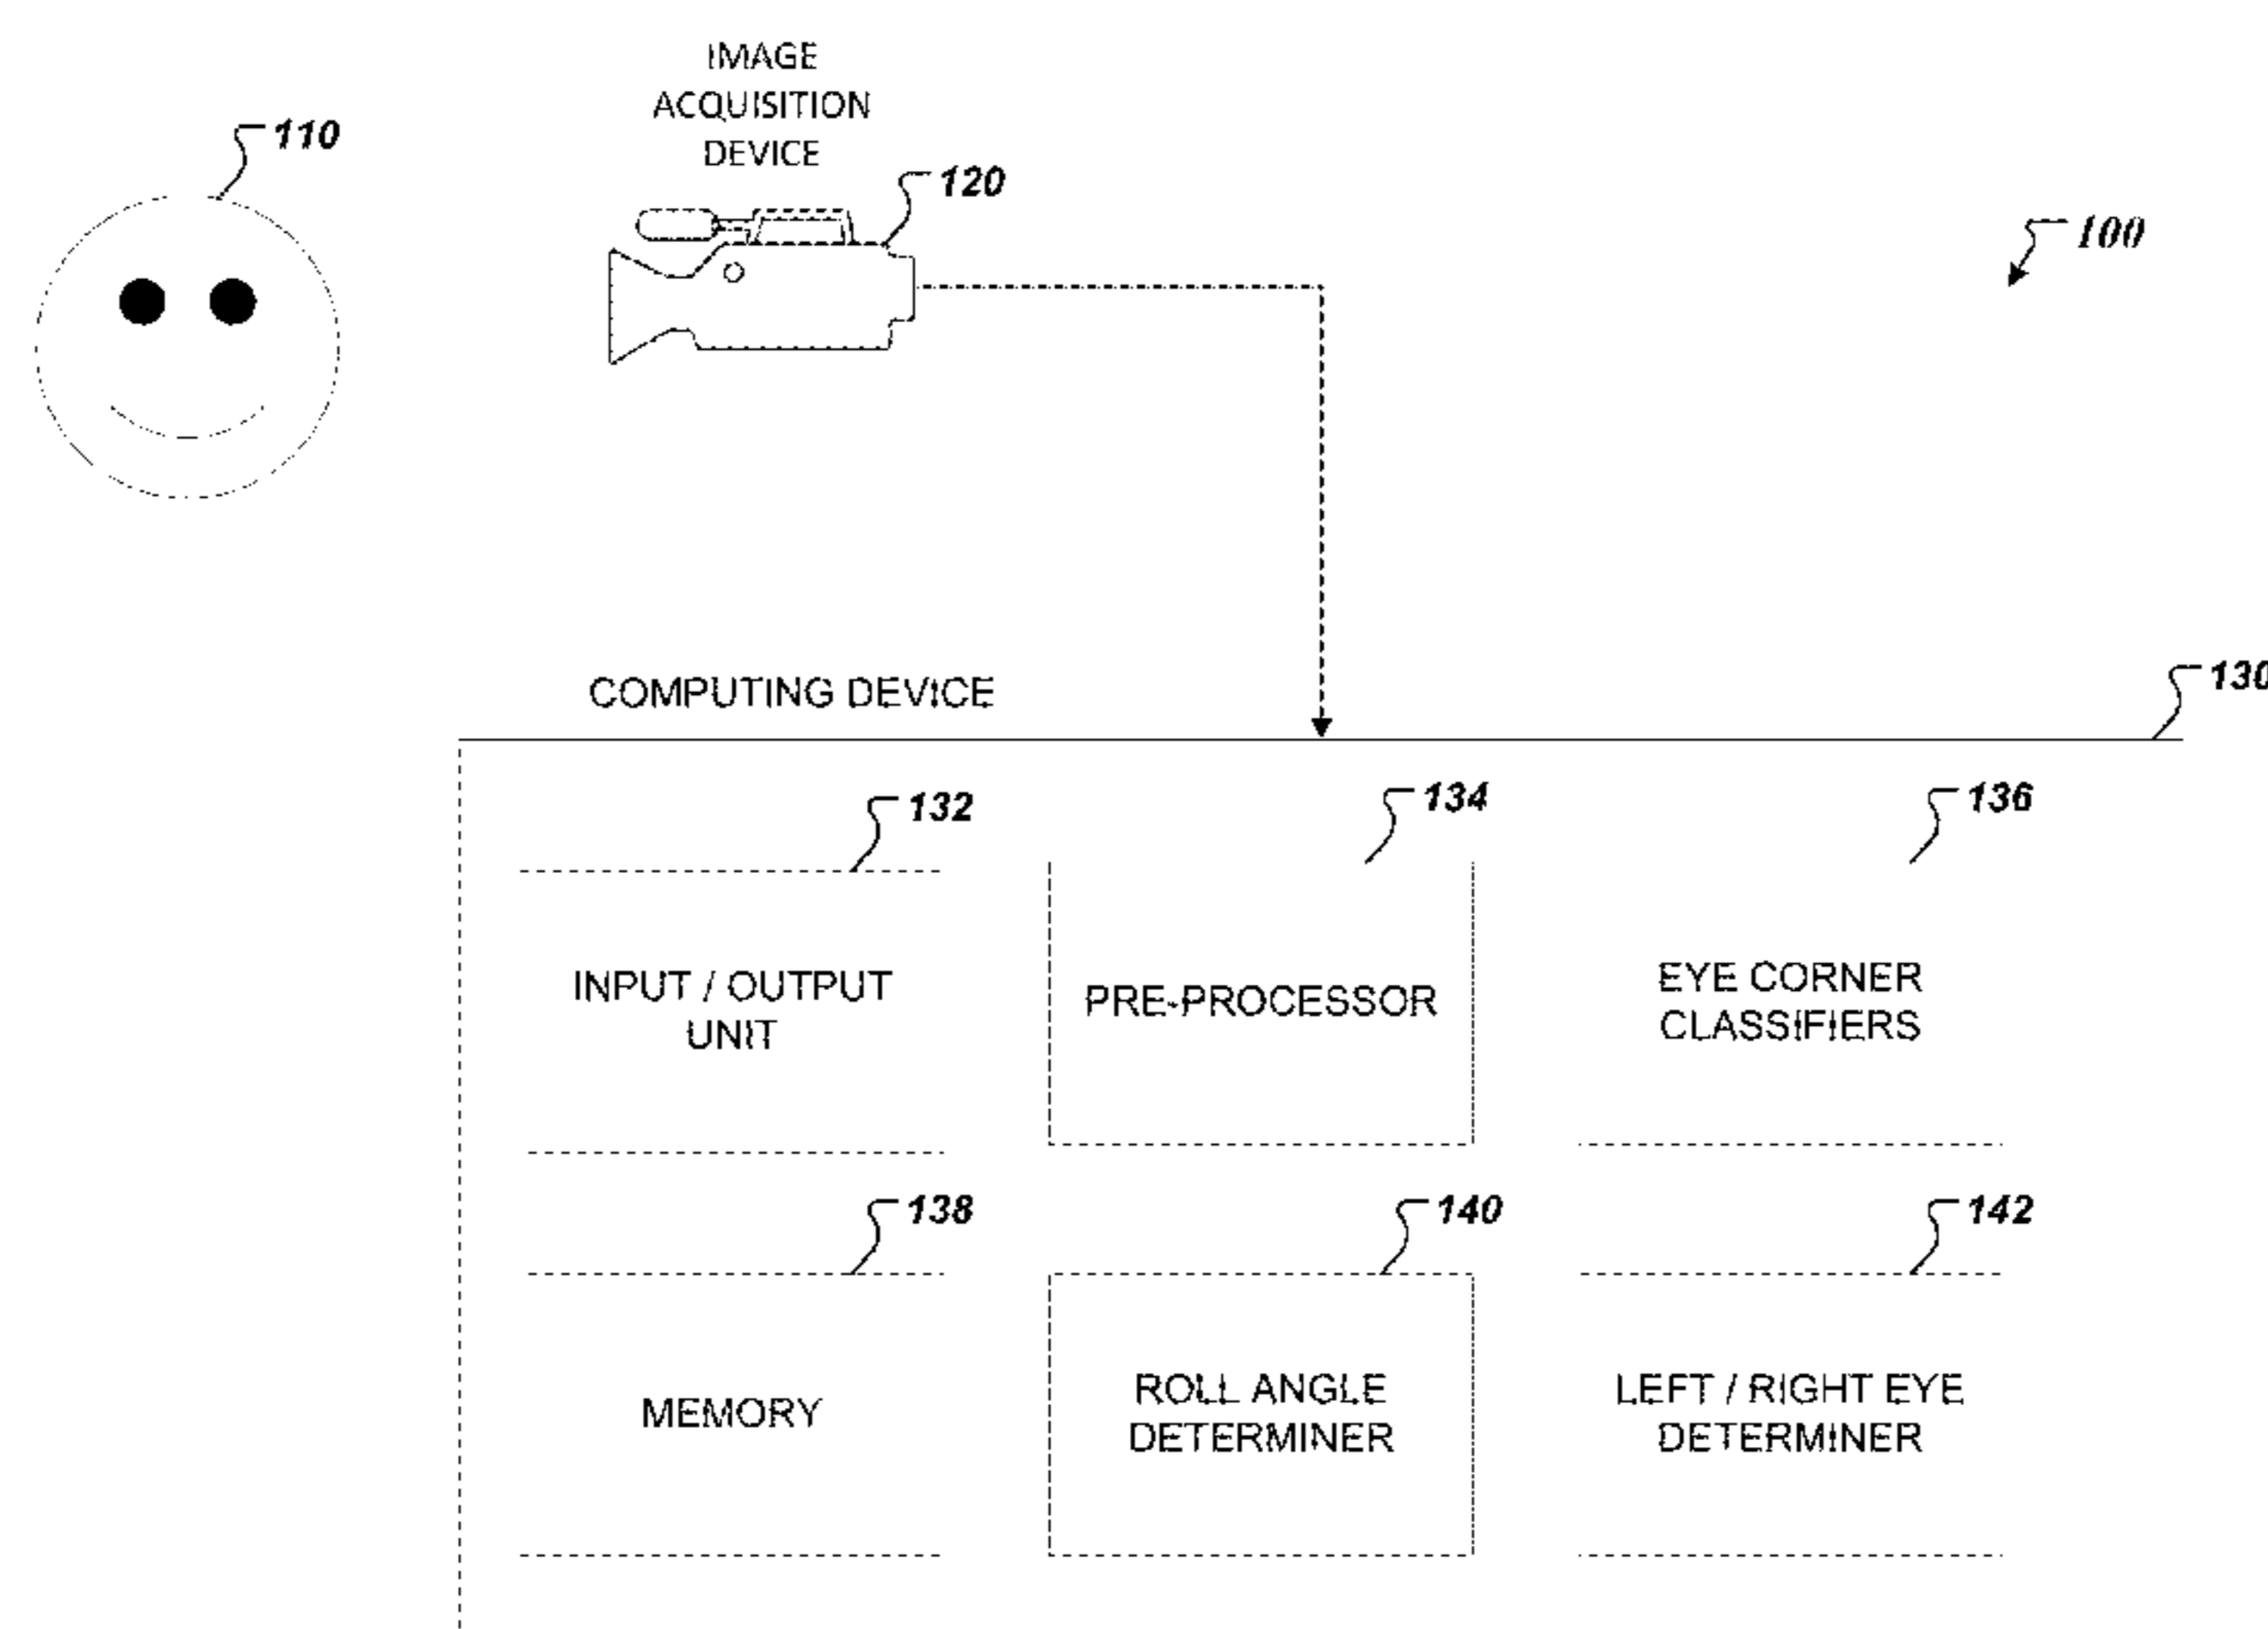 IMAGE
ACQUISITION
DEVICE
110
120
100
COMPUTING DEVICE
130
132
134
136
INPUT / OUTPUT
UNIT
PRE-PROCESSOR
EYE CORNER
CLASSIFIERS
138
140
142
MEMORY
ROLL ANGLE
DETERMINER
LEFT / RIGHT EYE
DETERMINER